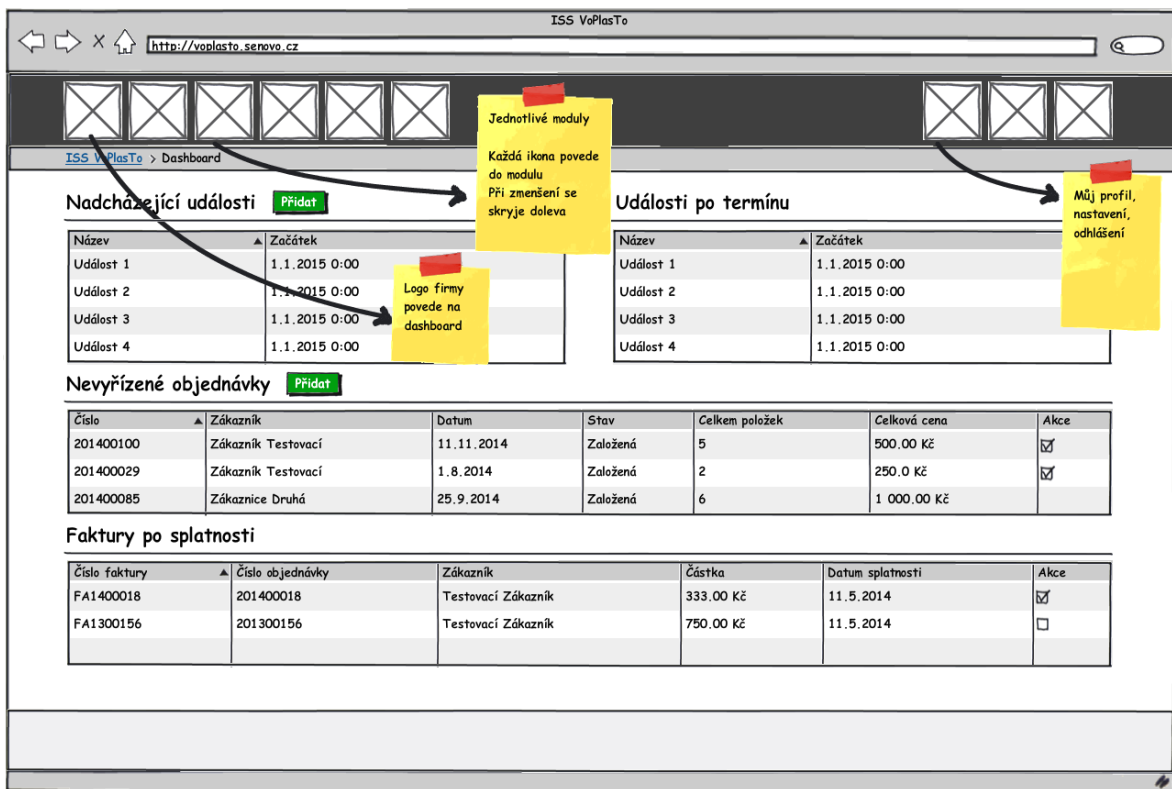 ISS VoPlasTo
http://voplasto.senovo.cz
Jednotlivé moduly
Každá ikona povede
do modulu
Při zmenšení se
skryje doleva
ISS VoPlasTo > Dashboard
Můj profil,
nastavení,
odhlášení
Nadcházející události Přidat
Název Začátek
Událost 1 1.1.2015 0:00
Událost 2 1.1.2015 0:00
Událost 3 1.1.2015 0:00
Událost 4 1.1.2015 0:00
Logo firmy
povede na
dashboard
Události po termínu
Název Začátek
Událost 1 1.1.2015 0:00
Událost 2 1.1.2015 0:00
Událost 3 1.1.2015 0:00
Událost 4 1.1.2015 0:00
Nevyřízené objednávky Přidat
Číslo Zákazník Datum Stav Celkem položek Celková cena Akce
201400100 Zákazník Testovací 11.11.2014 Založená 5 500.00 Kč
201400029 Zákazník Testovací 1.8.2014 Založená 2 250.0 Kč
201400085 Zákaznice Druhá 25.9.2014 Založená 6 1 000.00 Kč
Faktury po splatnosti
Číslo faktury Číslo objednávky Zákazník Částka Datum splatnosti Akce
FA1400018 201400018 Testovací Zákazník 333.00 Kč 11.5.2014
FA1300156 201300156 Testovací Zákazník 750.00 Kč 11.5.2014